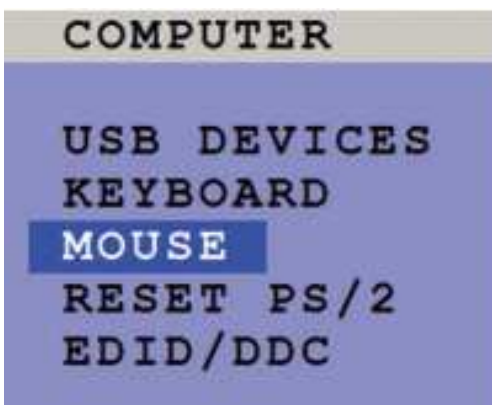 COMPUTER
USB DEVICES
KEYBOARD
MOUSE
RESET PS/2
EDID/DDC